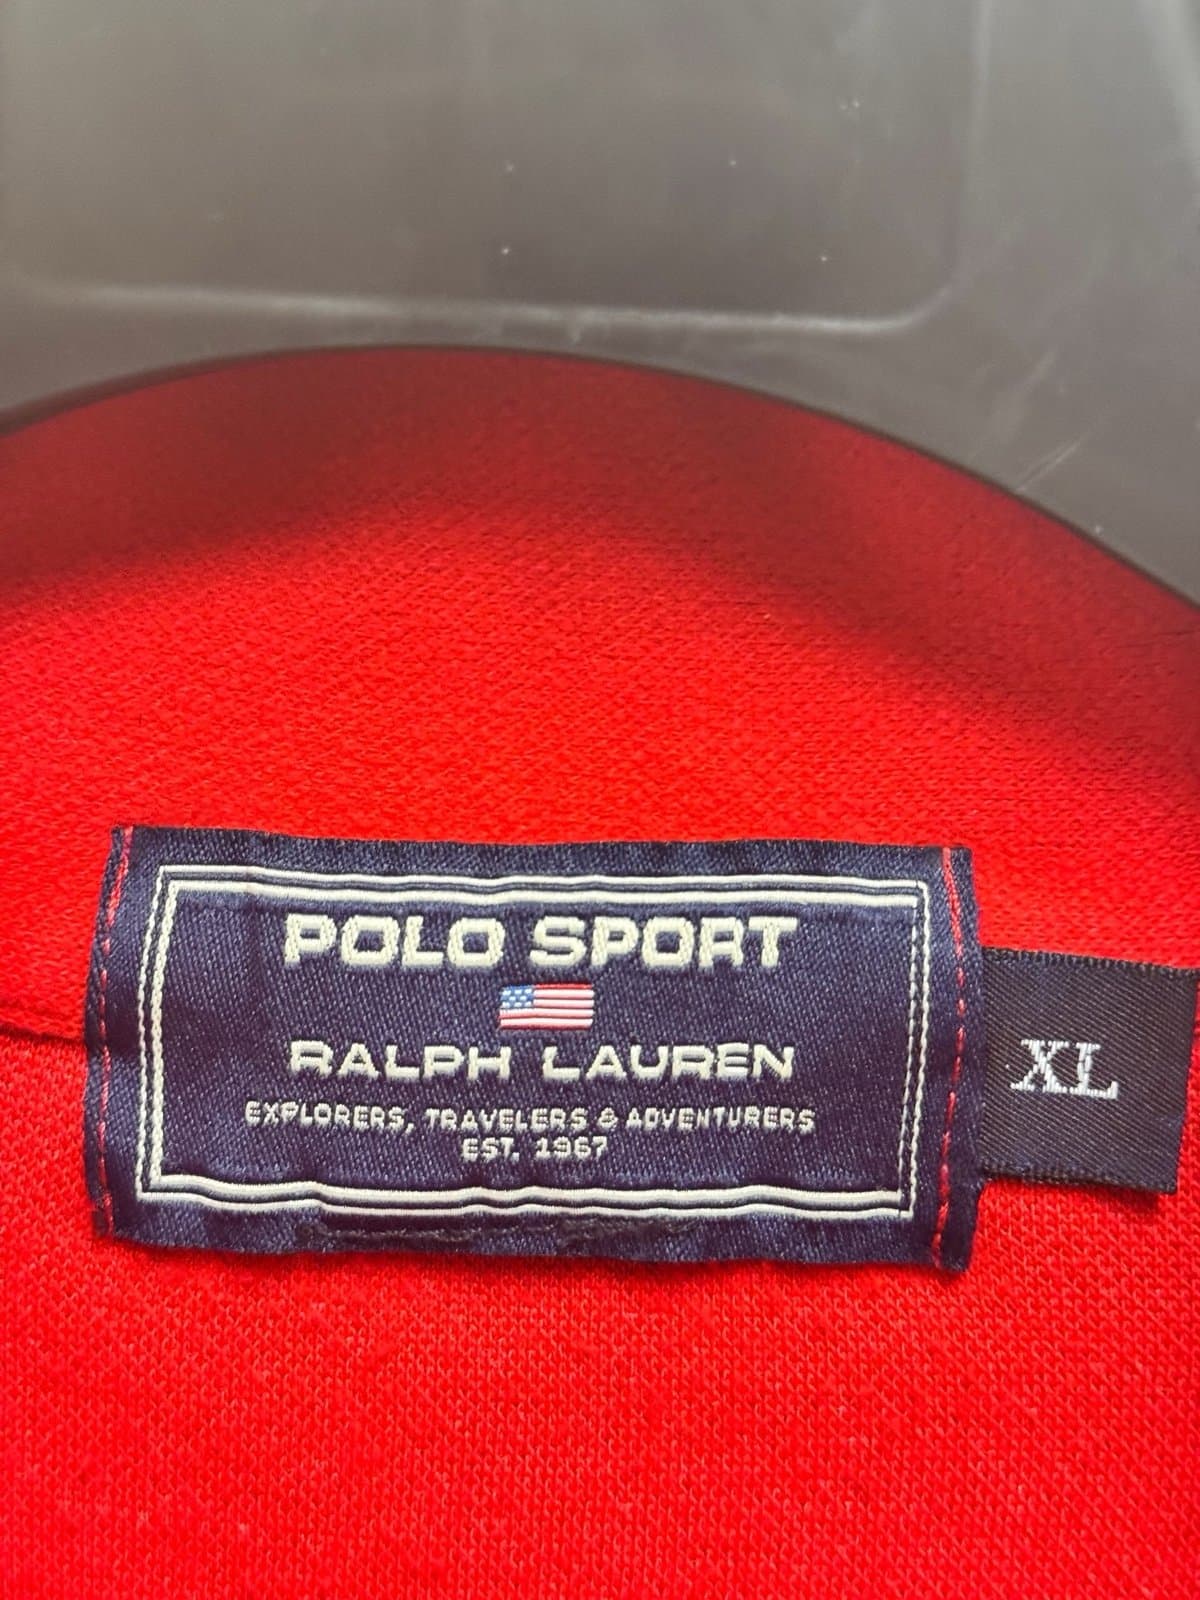 POLO SPORT
RALPH LAUREN
EXPLORERS, TRAVELERS & ADVENTURERS
EST. 1967
XL